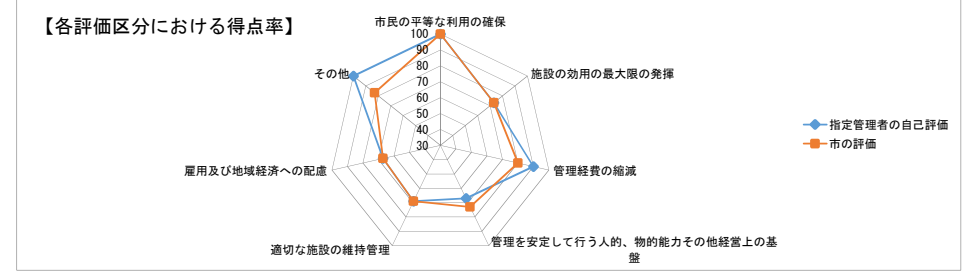 【各評価区分における得点率】
市民の平等な利用の確保
100
90
80
70
60
50
40
30
施設の効用の最大限の発揮
管理経費の縮減
管理を安定して行う人的、物的能力その他経営上の基
盤
適切な施設の維持管理
雇用及び地域経済への配慮
その他
指定管理者の自己評価
市の評価